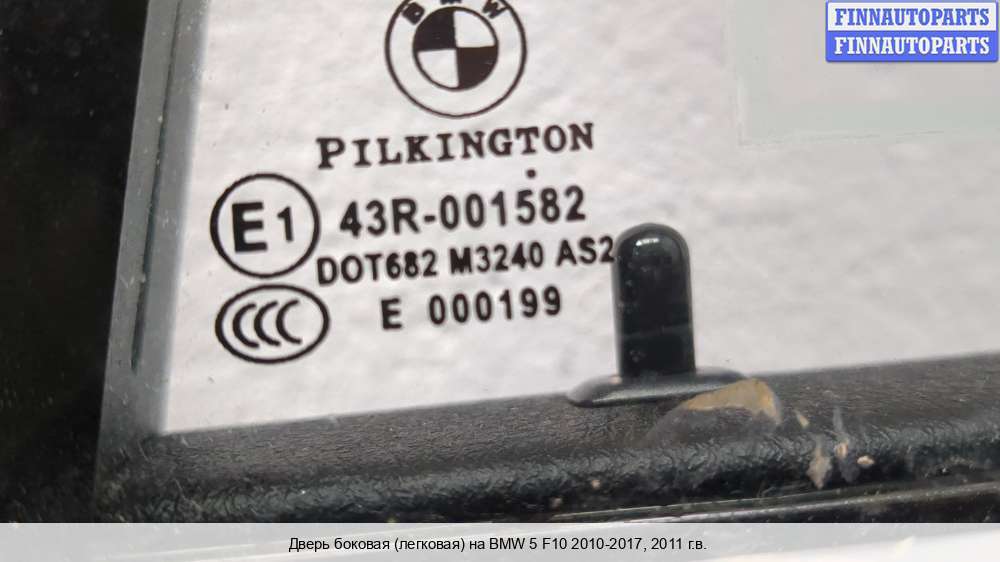 FINNAUTOPARTS
FINNAUTOPARTS
BMW
PILKINGTON
E1 43R-001582
DOT682 M3240 AS2
CCC E 000199
Дверь боковая (легковая) на BMW 5 F10 2010-2017, 2011 г.в.